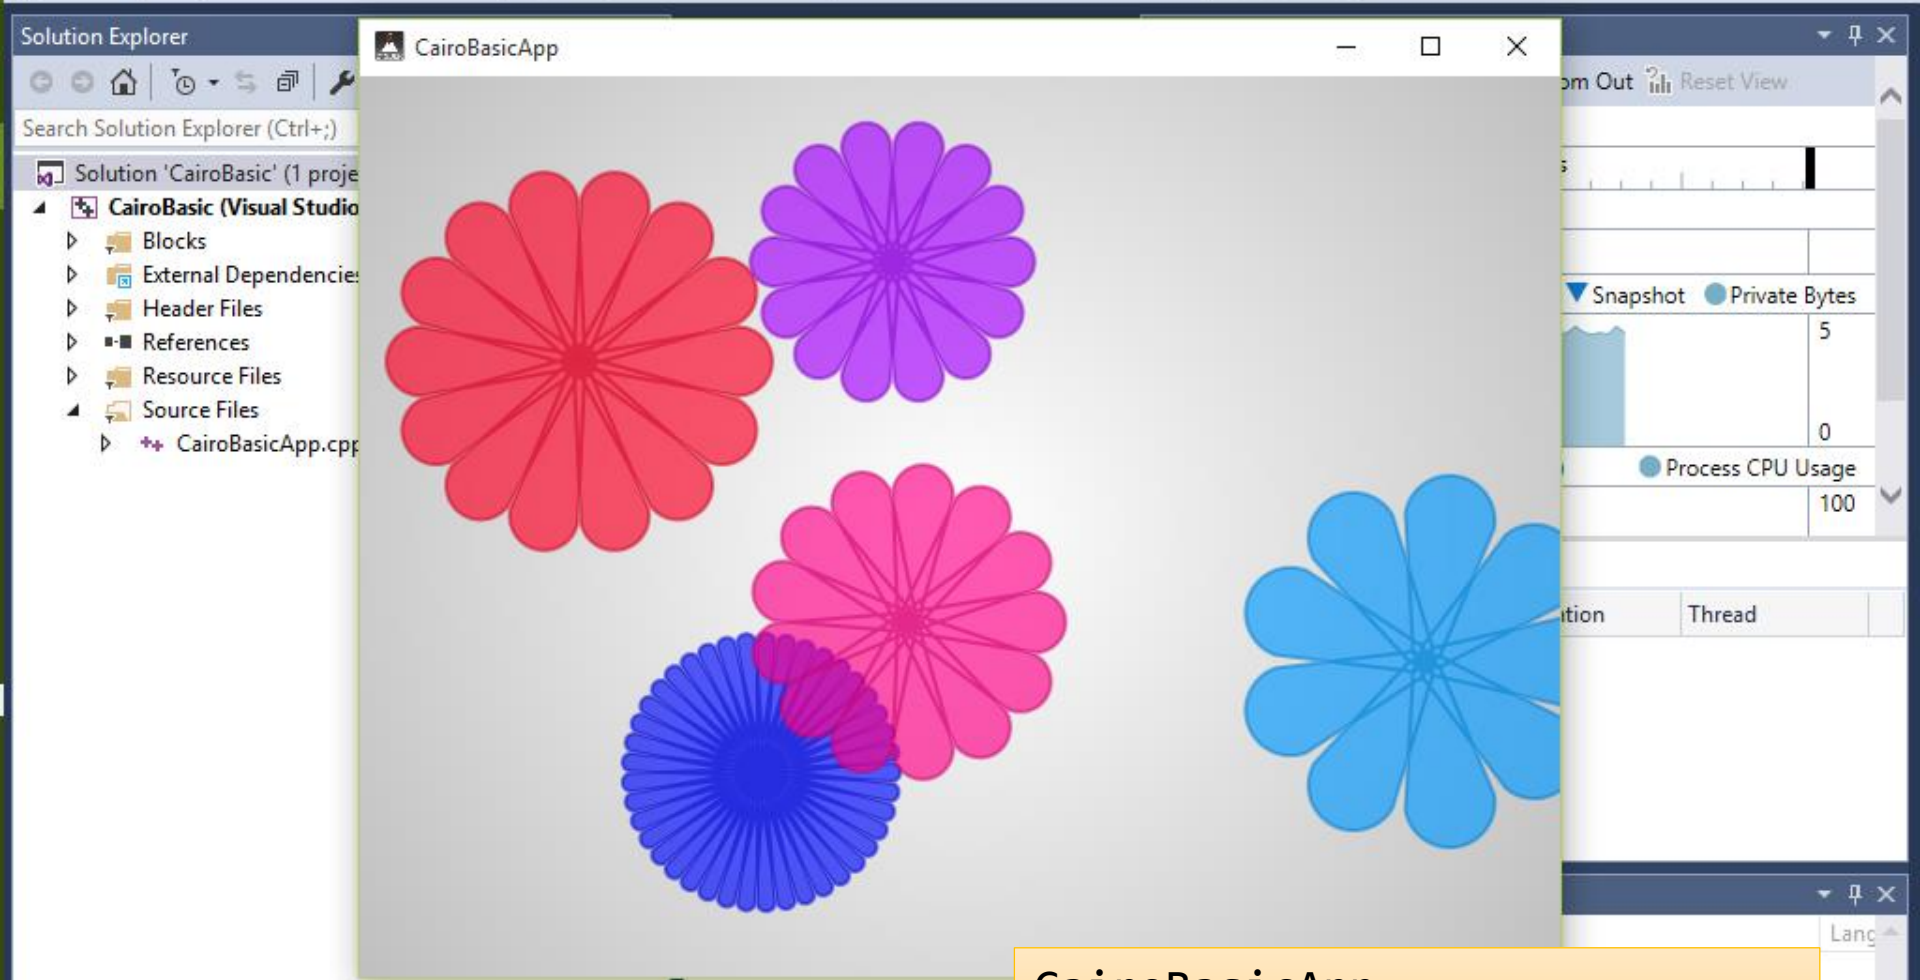 Solution Explorer
CairoBasicApp
om Out
Reset View
Search Solution Explorer (Ctrl+;)
Solution 'CairoBasic' (1 proje
CairoBasic (Visual Studio
Blocks
External Dependencies
Header Files
References
Resource Files
Source Files
CairoBasicApp.cpp
s
Snapshot
Private Bytes
5
0
Process CPU Usage
100
tion
Thread
Lang
CairoBasicApp